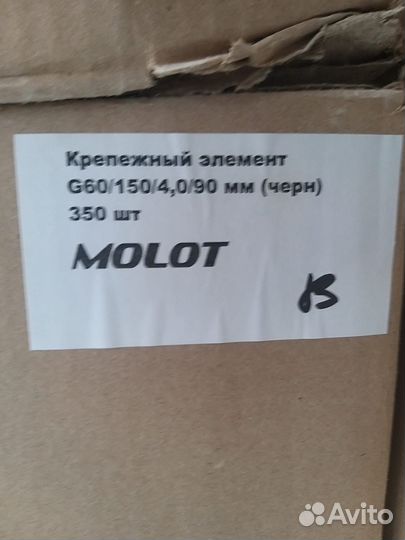 Крепежный элемент
G60/150/4,0/90 мм (черн)
350 шт
MOLOT
Avito